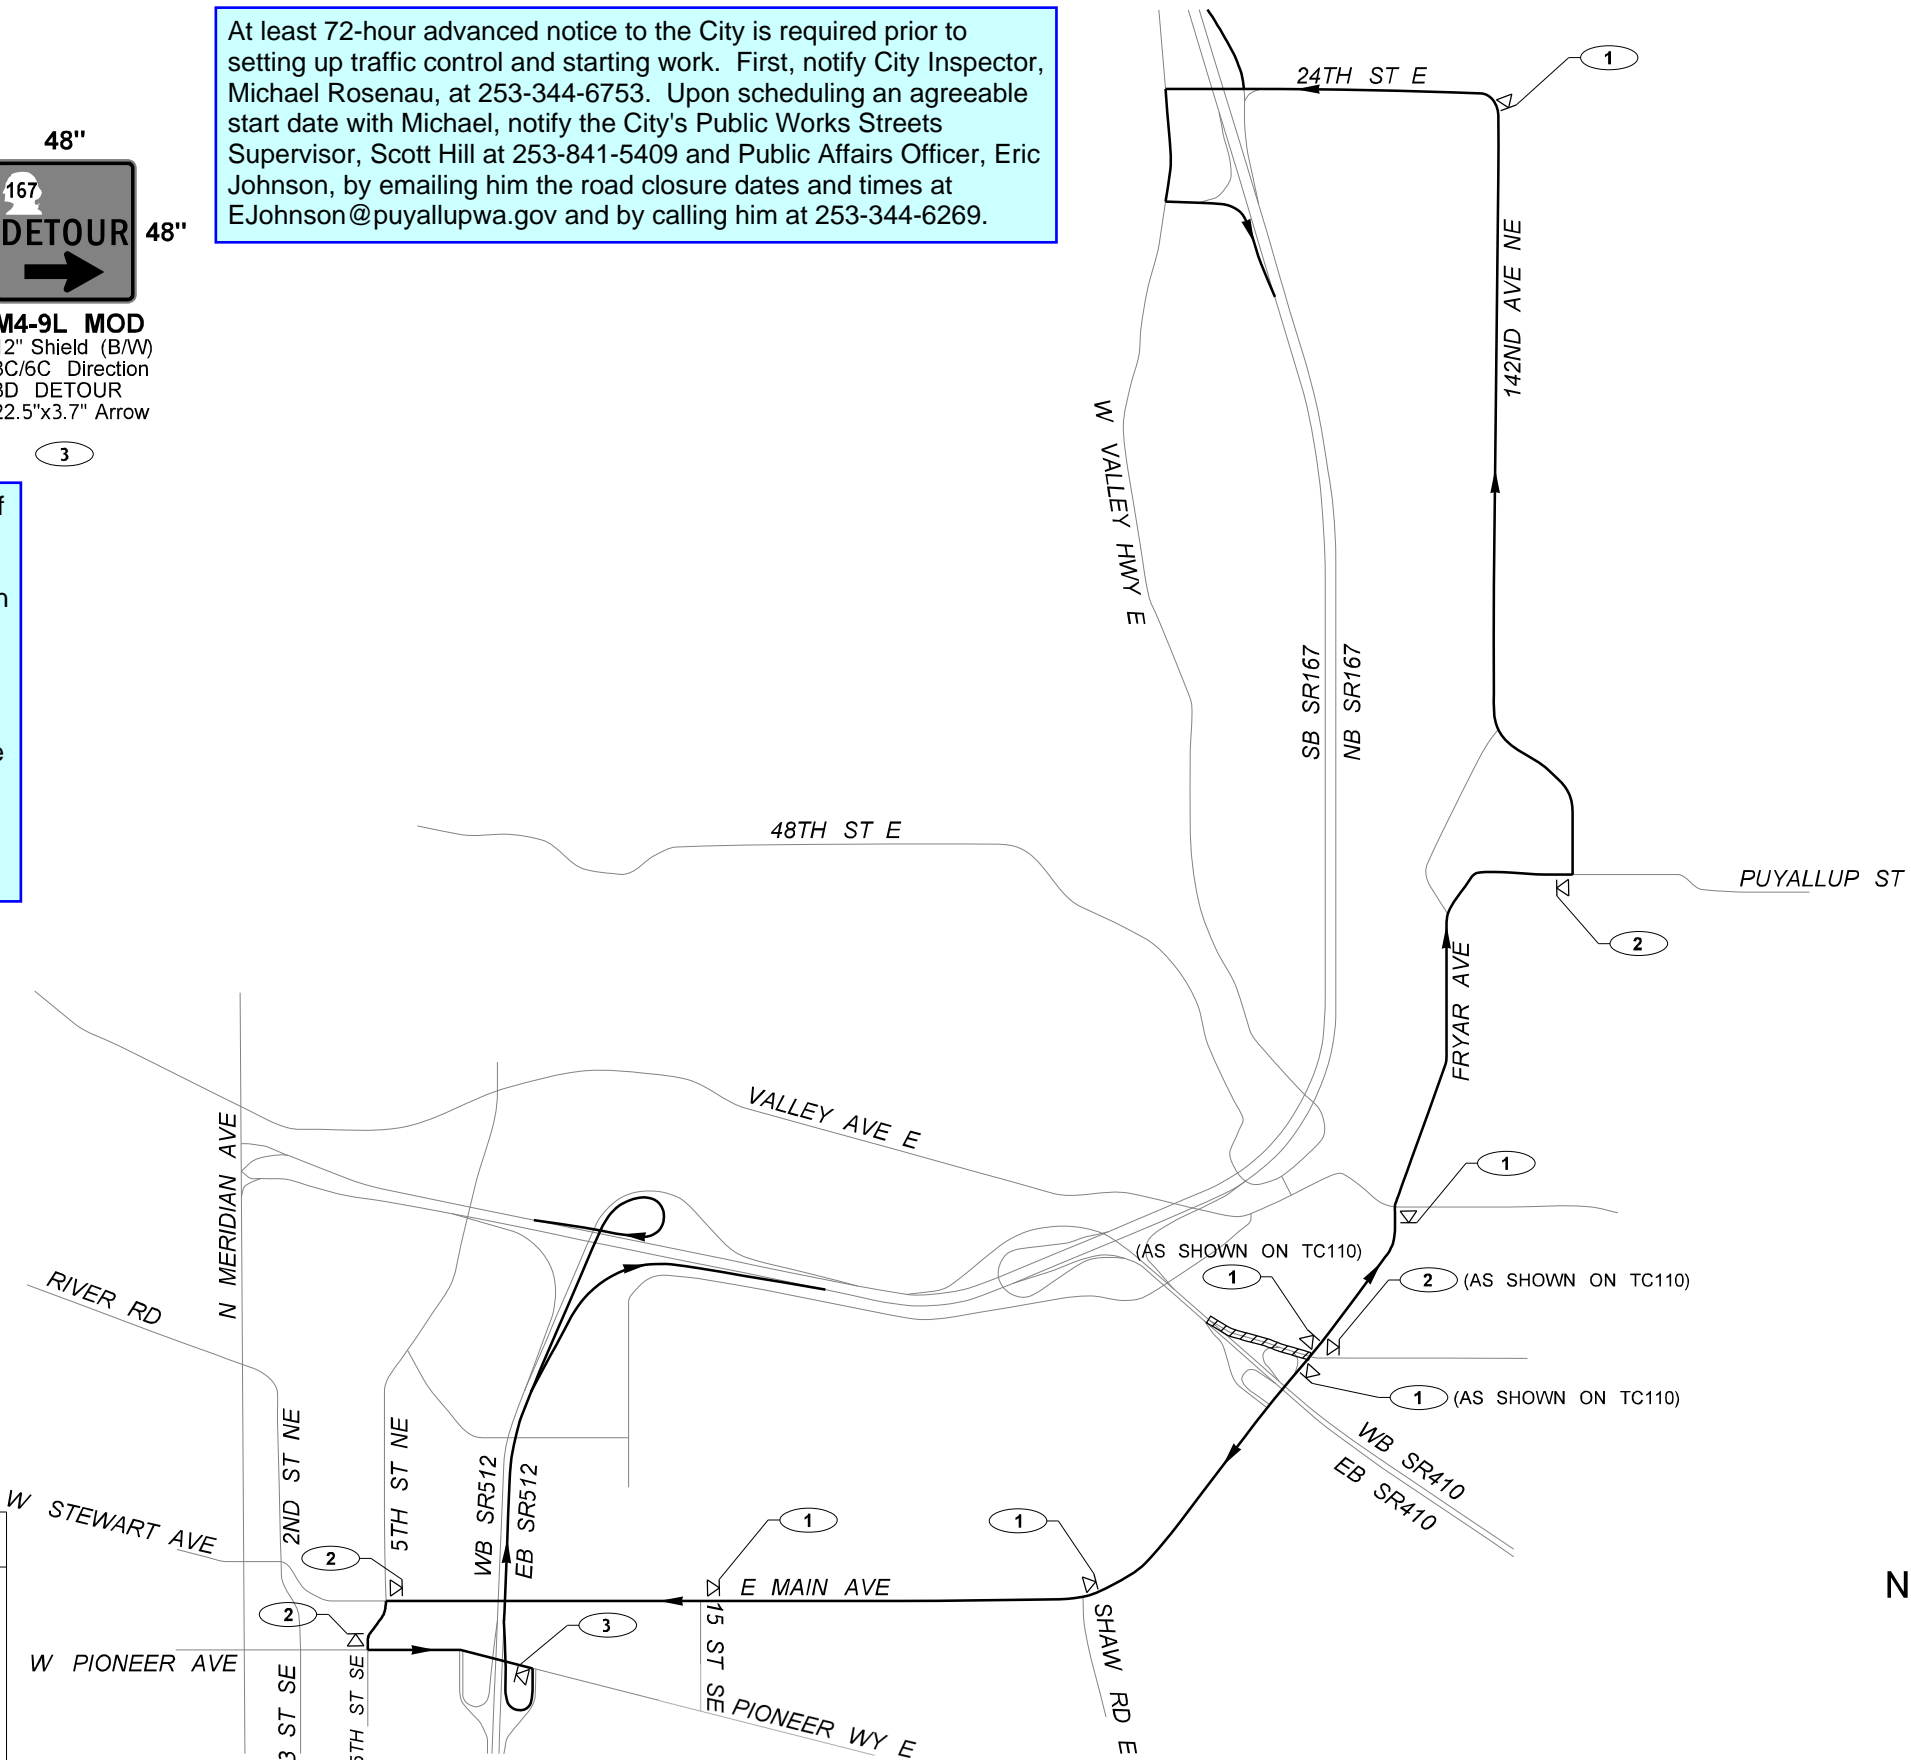 At least 72-hour advanced notice to the City is required prior to
setting up traffic control and starting work.  First, notify City Inspector,
Michael Rosenau, at 253-344-6753.  Upon scheduling an agreeable
start date with Michael, notify the City's Public Works Streets
Supervisor, Scott Hill at 253-841-5409 and Public Affairs Officer, Eric
Johnson, by emailing him the road closure dates and times at
EJohnson@puyallupwa.gov and by calling him at 253-344-6269.
48"
167
DETOUR
48"
M4-9L MOD
12" Shield (B/W)
3C/6C Direction
3D DETOUR
22.5"x3.7" Arrow
3
1
24TH ST E
142ND AVE NE
W VALLEY HWY E
SB SR167
NB SR167
48TH ST E
PUYALLUP ST
2
FRYAR AVE
VALLEY AVE E
N MERIDIAN AVE
1
(AS SHOWN ON TC110)
1
2 (AS SHOWN ON TC110)
RIVER RD
1 (AS SHOWN ON TC110)
WB SR410
EB SR410
2ND ST NE
5TH ST NE
WB SR512
EB SR512
W STEWART AVE
1
1
2
E MAIN AVE
2
3
15 ST SE
SHAW RD E
W PIONEER AVE
3 ST SE
5TH ST SE
PIONEER WY E
N